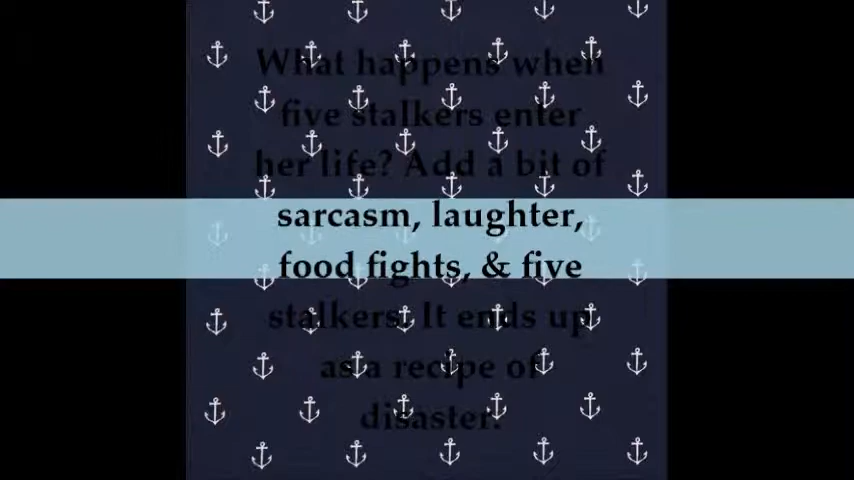 What happens when
five stalkers enter
her life? Add a bit of
sarcasm, laughter,
food fights, & five
stalkers. It ends up
as a recipe of
disaster.